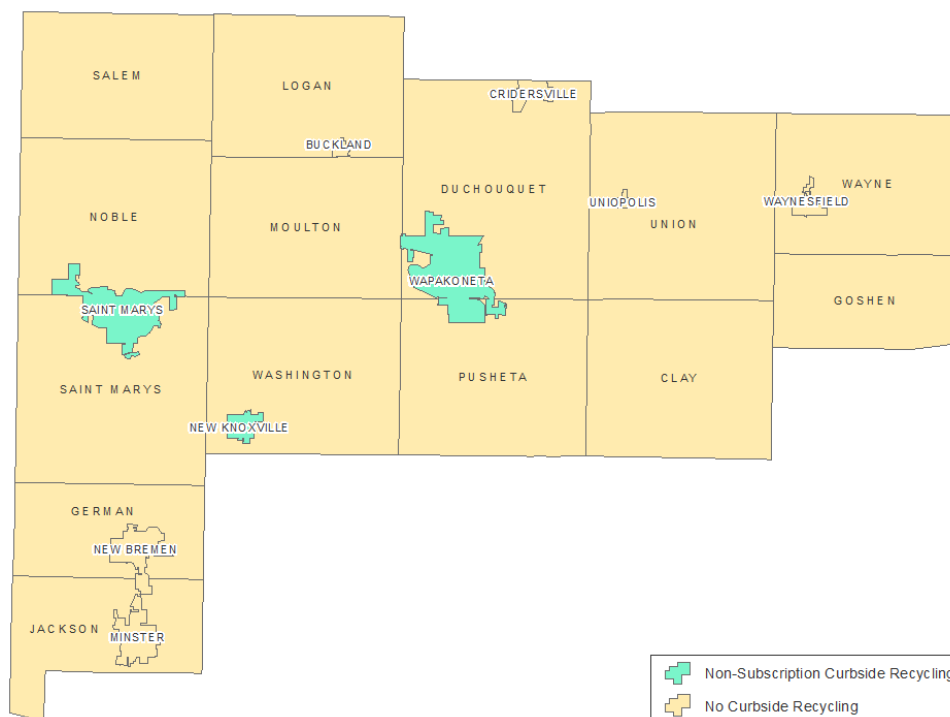 SALEM
LOGAN
CRIDERSVILLE
BUCKLAND
DUCHOUQUET
WAYNE
UNIOPOLIS
WAYNESFIELD
NOBLE
MOULTON
UNION
WAPAKONETA
GOSHEN
SAINT MARYS
WASHINGTON
PUSHETA
CLAY
SAINT MARYS
NEW KNOXVILLE
GERMAN
NEW BREMEN
JACKSON
MINSTER
Non-Subscription Curbside Recycling
No Curbside Recycling